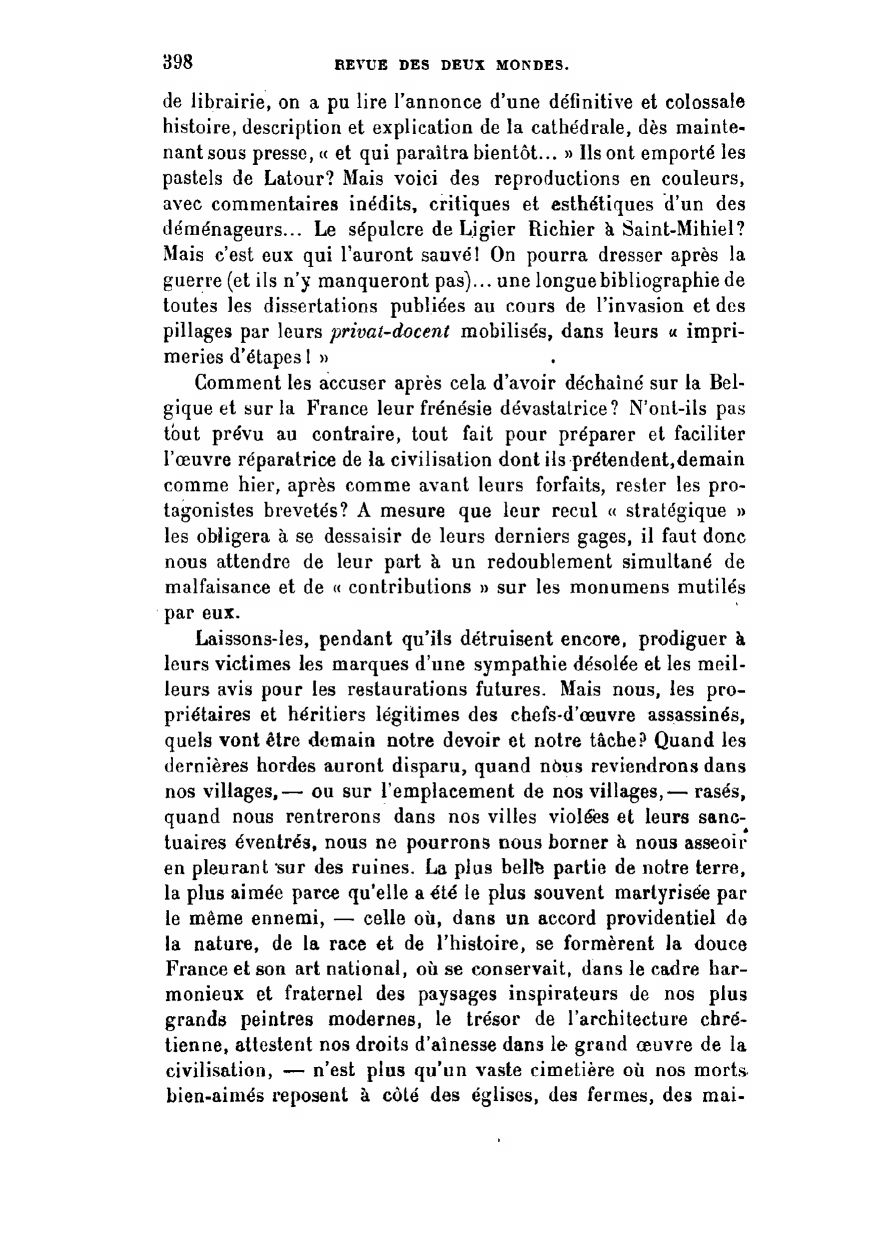 398 REVUE DES DEUX MONDES.
de librairie, on a pu lire l'annonce d'une définitive et colossale
histoire, description et explication de la cathédrale, dès mainte-
nant sous presse, « et qui paraîtra bientôt... » Ils ont emporté les
pastels de Latour? Mais voici des reproductions en couleurs,
avec commentaires inédits, critiques et esthétiques d'un des
déménageurs... Le sépulcre de Ligier Richier à Saint-Mihiel?
Mais c'est eux qui l'auront sauvé! On pourra dresser après la
guerre (et ils n'y manqueront pas)... une longue bibliographie de
toutes les dissertations publiées au cours de l'invasion et des
pillages par leurs privat-docent mobilisés, dans leurs « impri-
meries d'étapes! »
Comment les accuser après cela d'avoir déchaîné sur la Bel-
gique et sur la France leur frénésie dévastatrice? N'ont-ils pas
tout prévu au contraire, tout fait pour préparer et faciliter
l'œuvre réparatrice de la civilisation dont ils prétendent, demain
comme hier, après comme avant leurs forfaits, rester les pro-
tagonistes brevetés? A mesure que leur recul « stratégique »
les obligera à se dessaisir de leurs derniers gages, il faut donc
nous attendre de leur part à un redoublement simultané de
malfaisance et de « contributions » sur les monumens mutilés
par eux.
Laissons-les, pendant qu'ils détruisent encore, prodiguer à
leurs victimes les marques d'une sympathie désolée et les meil-
leurs avis pour les restaurations futures. Mais nous, les pro-
priétaires et héritiers légitimes des chefs-d'œuvre assassinés,
quels vont être demain notre devoir et notre tâche? Quand les
dernières hordes auront disparu, quand nous reviendrons dans
nos villages, — ou sur l'emplacement de nos villages, — rasés,
quand nous rentrerons dans nos villes violées et leurs sanc-
tuaires éventrés, nous ne pourrons nous borner à nous asseoir
en pleurant sur des ruines. La plus belle partie de notre terre,
la plus aimée parce qu'elle a été le plus souvent martyrisée par
le même ennemi, — celle où, dans un accord providentiel de
la nature, de la race et de l'histoire, se formèrent la douce
France et son art national, où se conservait, dans le cadre har-
monieux et fraternel des paysages inspirateurs de nos plus
grands peintres modernes, le trésor de l'architecture chré-
tienne, attestent nos droits d'aînesse dans le grand œuvre de la
civilisation, — n'est plus qu'un vaste cimetière où nos morts
bien-aimés reposent à côté des églises, des fermes, des mai-